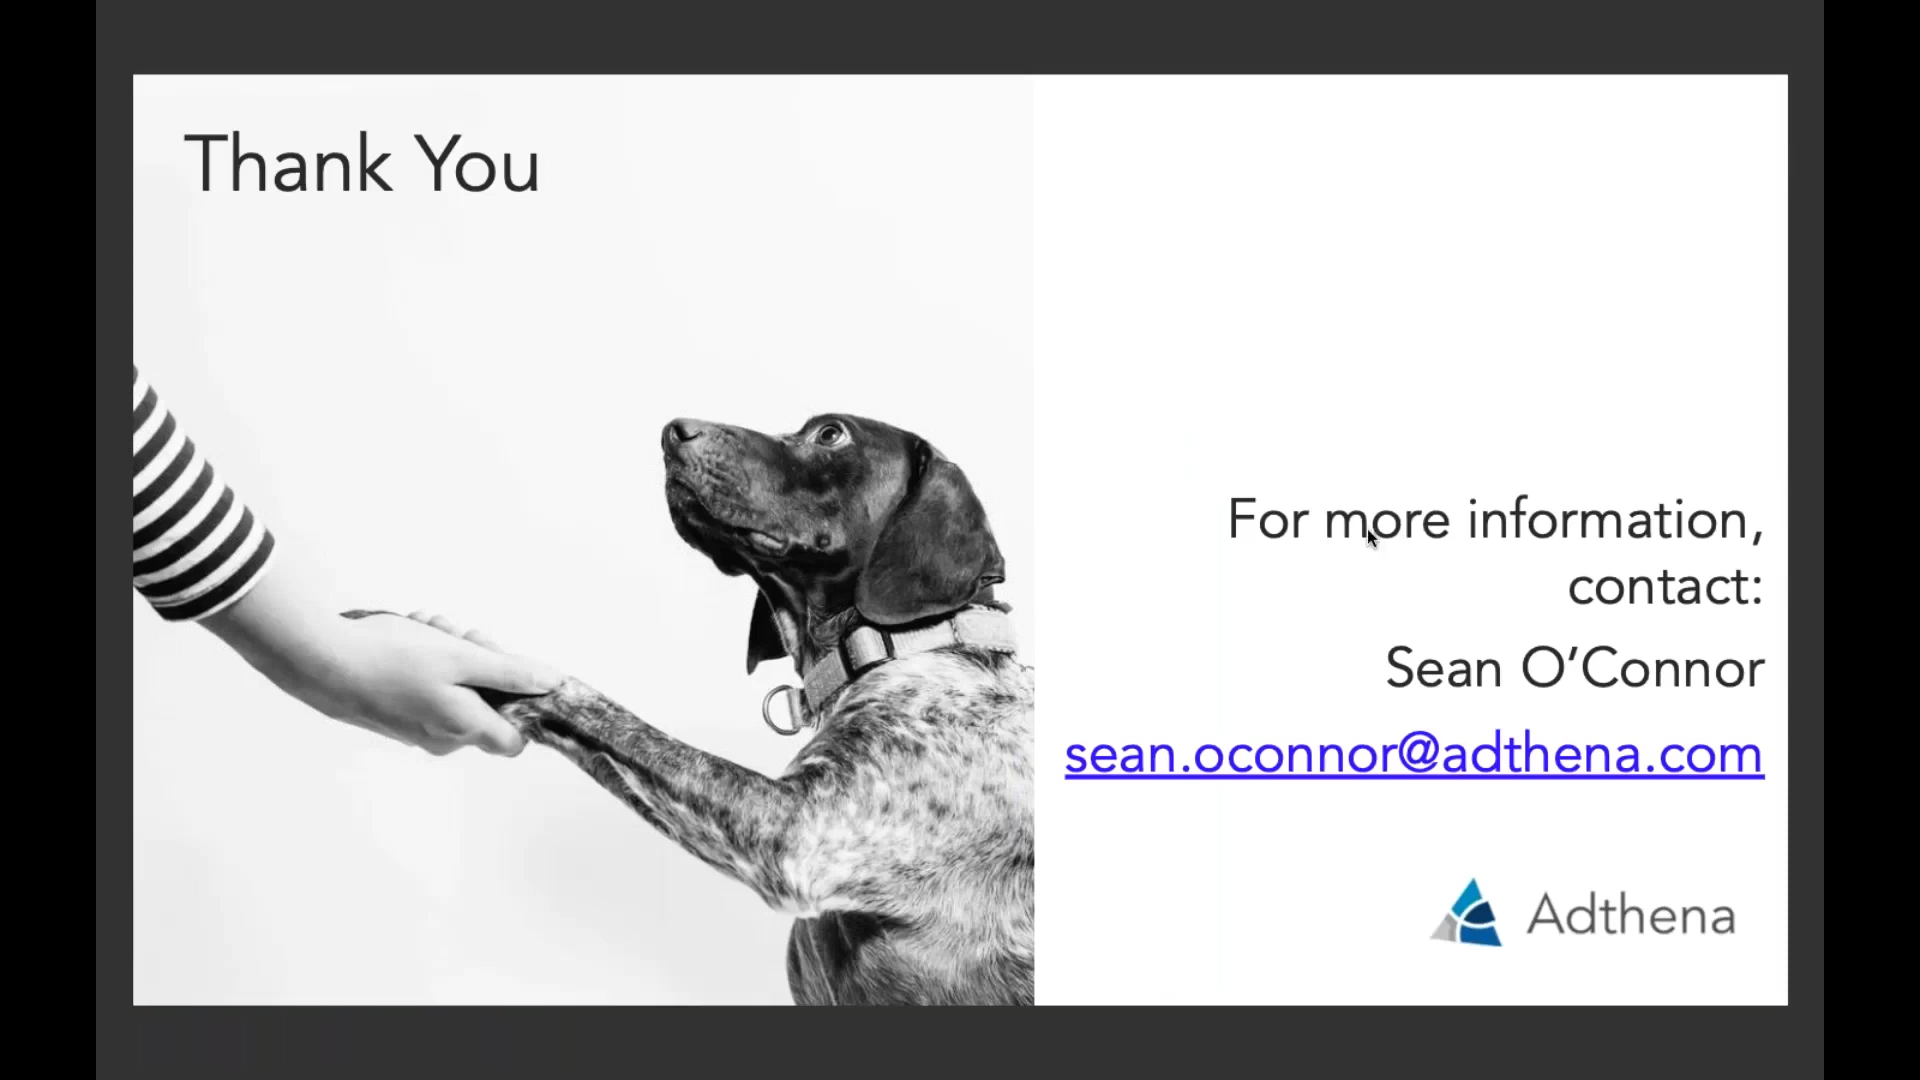 Thank You
For more information,
contact:
Sean O’Connor
sean.oconnor@adthena.com
Adthena